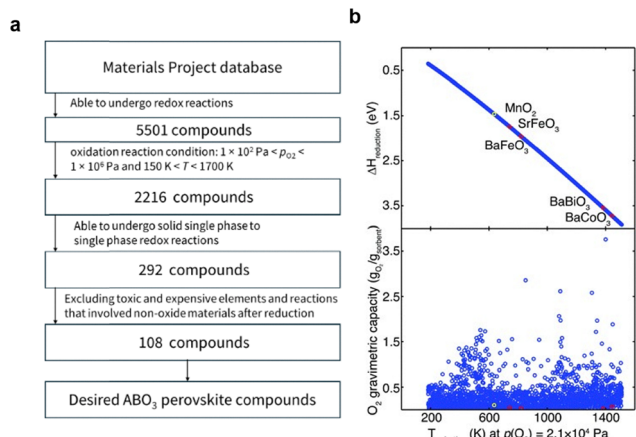 a
Materials Project database
Able to undergo redox reactions
5501 compounds
oxidation reaction condition: 1 × 10² Pa < pO₂ <
1 × 10⁶ Pa and 150 K < T < 1700 K
2216 compounds
Able to undergo solid single phase to
single phase redox reactions
292 compounds
Excluding toxic and expensive elements and reactions
that involved non-oxide materials after reduction
108 compounds
Desired ABO₃ perovskite compounds
b
ΔHreduction (eV)
0.5
1.5
2.5
3.5
MnO₂
SrFeO₃
BaFeO₃
BaBiO₃
BaCoO₃
O₂ gravimetric capacity (gO₂/gsorbent)
3.5
2.5
1.5
0.5
200 600 1000 1400
(K) at p(O₂) = 2.1×10⁴ Pa